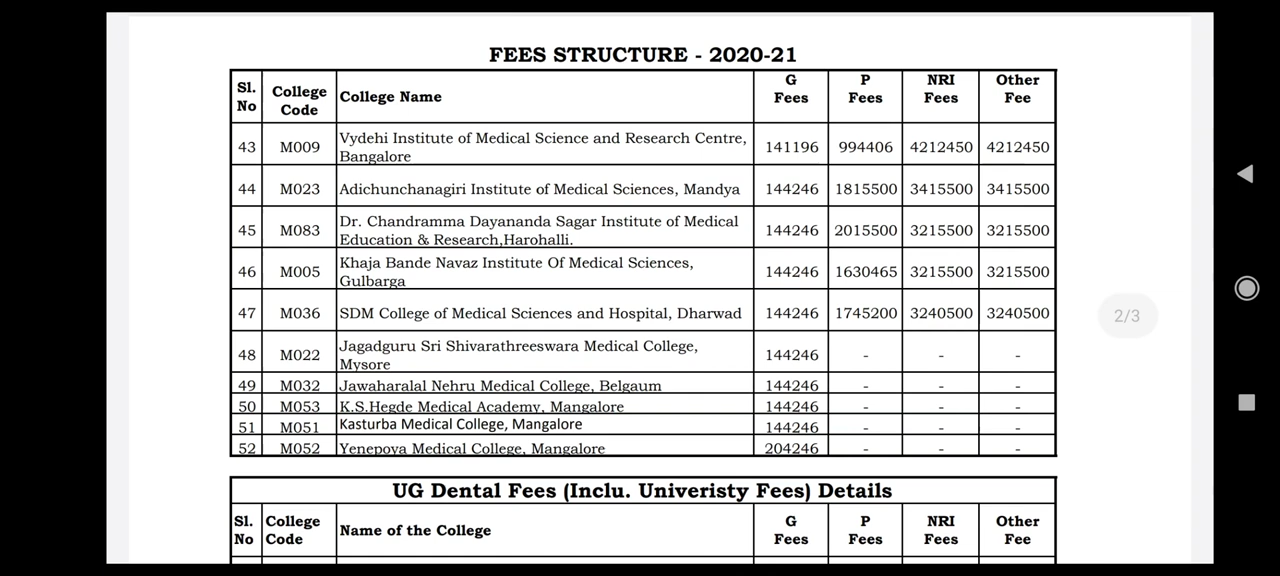 FEES STRUCTURE - 2020-21
Sl. No College Code College Name G Fees P Fees NRI Fees Other Fee
43 M009 Vydehi Institute of Medical Science and Research Centre, Bangalore 141196 994406 4212450 4212450
44 M023 Adichunchanagiri Institute of Medical Sciences, Mandya 144246 1815500 3415500 3415500
45 M083 Dr. Chandramma Dayananda Sagar Institute of Medical Education & Research,Harohalli. 144246 2015500 3215500 3215500
46 M005 Khaja Bande Navaz Institute Of Medical Sciences, Gulbarga 144246 1630465 3215500 3215500
47 M036 SDM College of Medical Sciences and Hospital, Dharwad 144246 1745200 3240500 3240500
48 M022 Jagadguru Sri Shivarathreeswara Medical College, Mysore 144246 - - -
49 M032 Jawaharalal Nehru Medical College, Belgaum 144246 - - -
50 M053 K.S.Hegde Medical Academy, Mangalore 144246 - - -
51 M051 Kasturba Medical College, Mangalore 144246 - - -
52 M052 Yenepoya Medical College, Mangalore 204246 - - -
2/3
UG Dental Fees (Inclu. Univeristy Fees) Details
Sl. No College Code Name of the College G Fees P Fees NRI Fees Other Fee